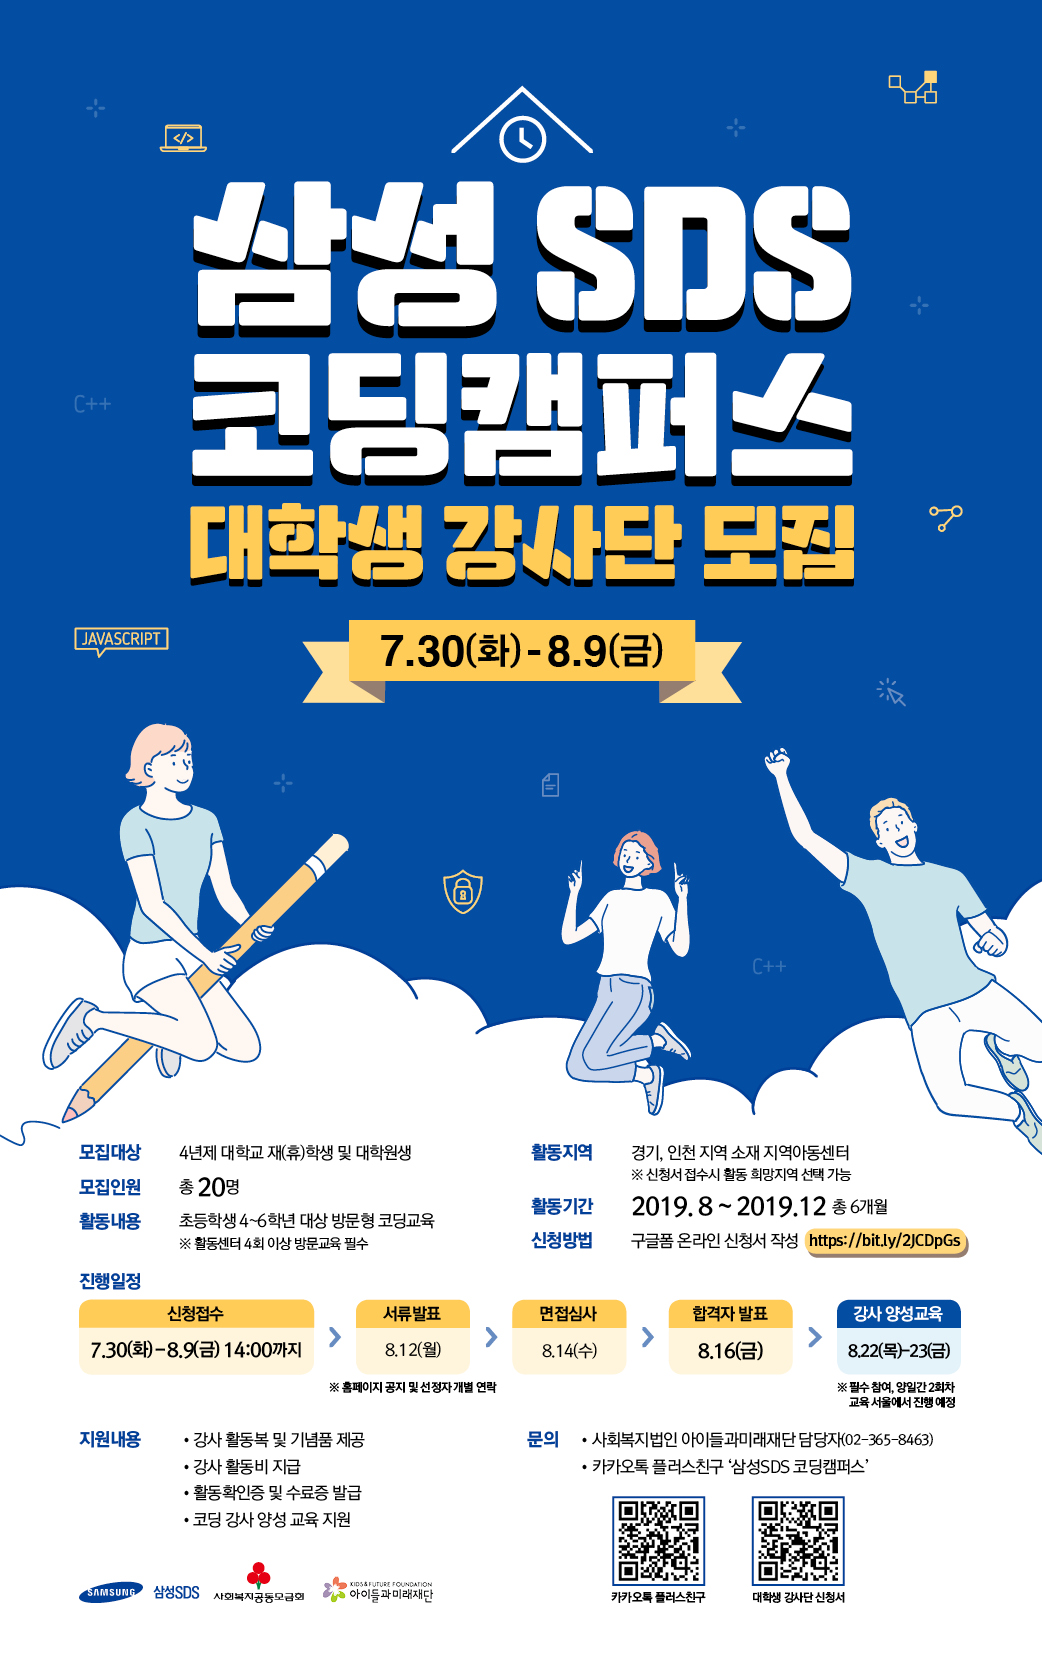 삼성 SDS
코딩캠퍼스
대학생 강사단 모집
7.30(화)-8.9(금)
</>
C++
JAVASCRIPT
C++
모집대상 4년제 대학교 재(휴)학생 및 대학원생
모집인원 총 20명
활동내용 초등학생 4~6학년 대상 방문형 코딩교육
※ 활동센터 4회 이상 방문교육 필수
활동지역 경기, 인천 지역 소재 지역아동센터
※ 신청서 접수시 활동 희망지역 선택 가능
활동기간 2019. 8 ~ 2019.12 총 6개월
신청방법 구글폼 온라인 신청서 작성 https://bit.ly/2JCDpGs
진행일정
신청접수
7.30(화)-8.9(금) 14:00까지
서류발표
8.12(월)
면접심사
8.14(수)
합격자 발표
8.16(금)
강사 양성교육
8.22(목)-23(금)
※ 홈페이지 공지 및 선정자 개별 연락
※ 필수 참여, 양일간 2회차
교육 서울에서 진행 예정
지원내용
• 강사 활동복 및 기념품 제공
• 강사 활동비 지급
• 활동확인증 및 수료증 발급
• 코딩 강사 양성 교육 지원
문의
• 사회복지법인 아이들과미래재단 담당자(02-365-8463)
• 카카오톡 플러스친구 ‘삼성SDS 코딩캠퍼스’
카카오톡 플러스친구
대학생 강사단 신청서
SAMSUNG 삼성SDS
사회복지공동모금회
KIDS&FUTURE FOUNDATION
아이들과미래재단